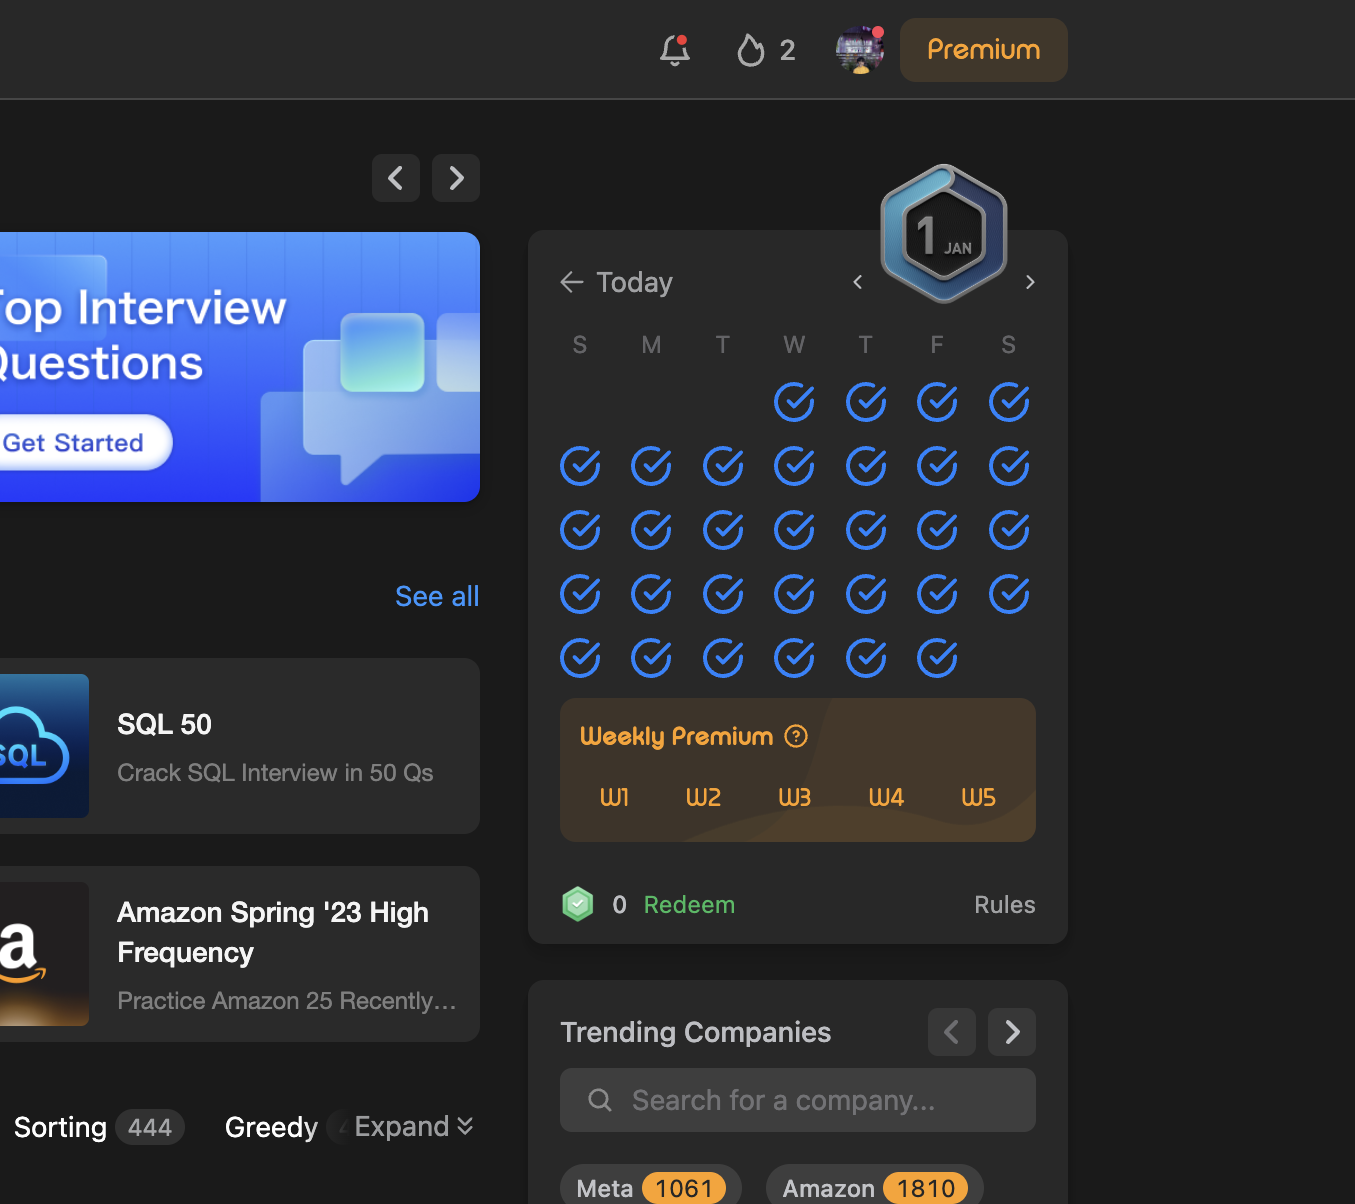 2
Premium
1 JAN
Today
S M T W T F S
Top Interview
Questions
Get Started
See all
SQL
SQL 50
Crack SQL Interview in 50 Qs
Weekly Premium
W1 W2 W3 W4 W5
a
Amazon Spring '23 High
Frequency
Practice Amazon 25 Recently...
0 Redeem
Rules
Trending Companies
Search for a company...
Sorting 444
Greedy
Expand
Meta 1061
Amazon 1810